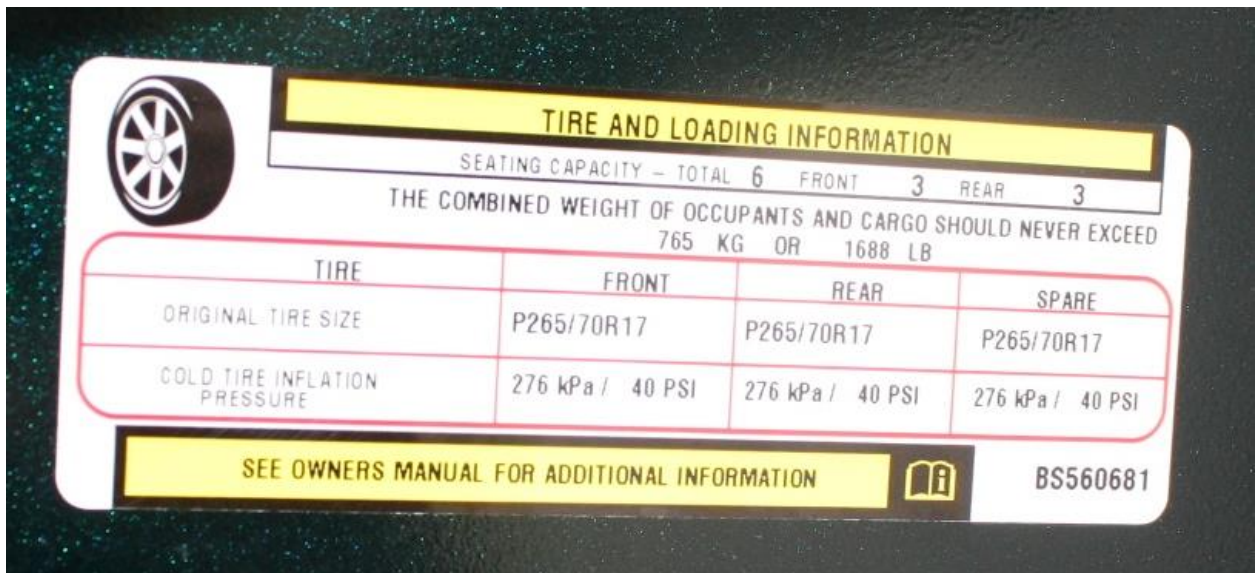 TIRE AND LOADING INFORMATION
SEATING CAPACITY – TOTAL 6 FRONT 3 REAR 3
THE COMBINED WEIGHT OF OCCUPANTS AND CARGO SHOULD NEVER EXCEED
765 KG OR 1688 LB
TIRE FRONT REAR SPARE
ORIGINAL TIRE SIZE P265/70R17 P265/70R17 P265/70R17
COLD TIRE INFLATION
PRESSURE 276 kPa / 40 PSI 276 kPa / 40 PSI 276 kPa / 40 PSI
SEE OWNERS MANUAL FOR ADDITIONAL INFORMATION i BS560681